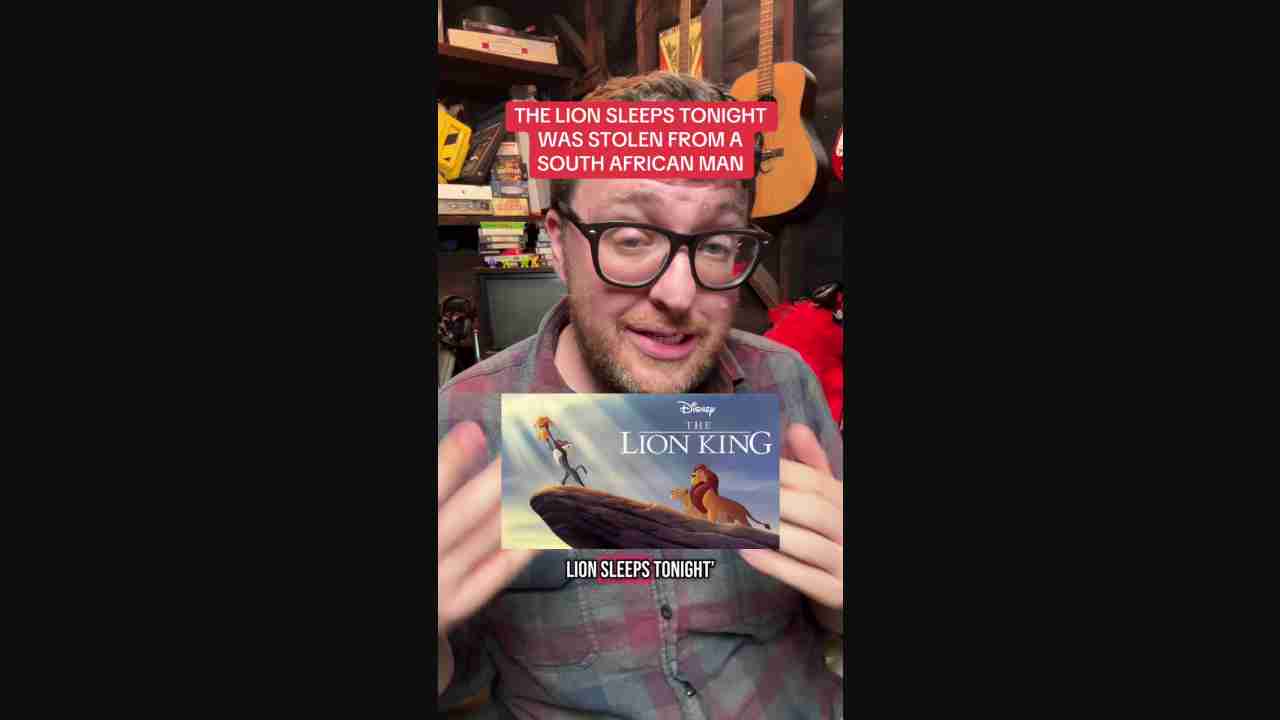 THE LION SLEEPS TONIGHT
WAS STOLEN FROM A
SOUTH AFRICAN MAN
Disney
THE
LION KING
LION SLEEPS TONIGHT'